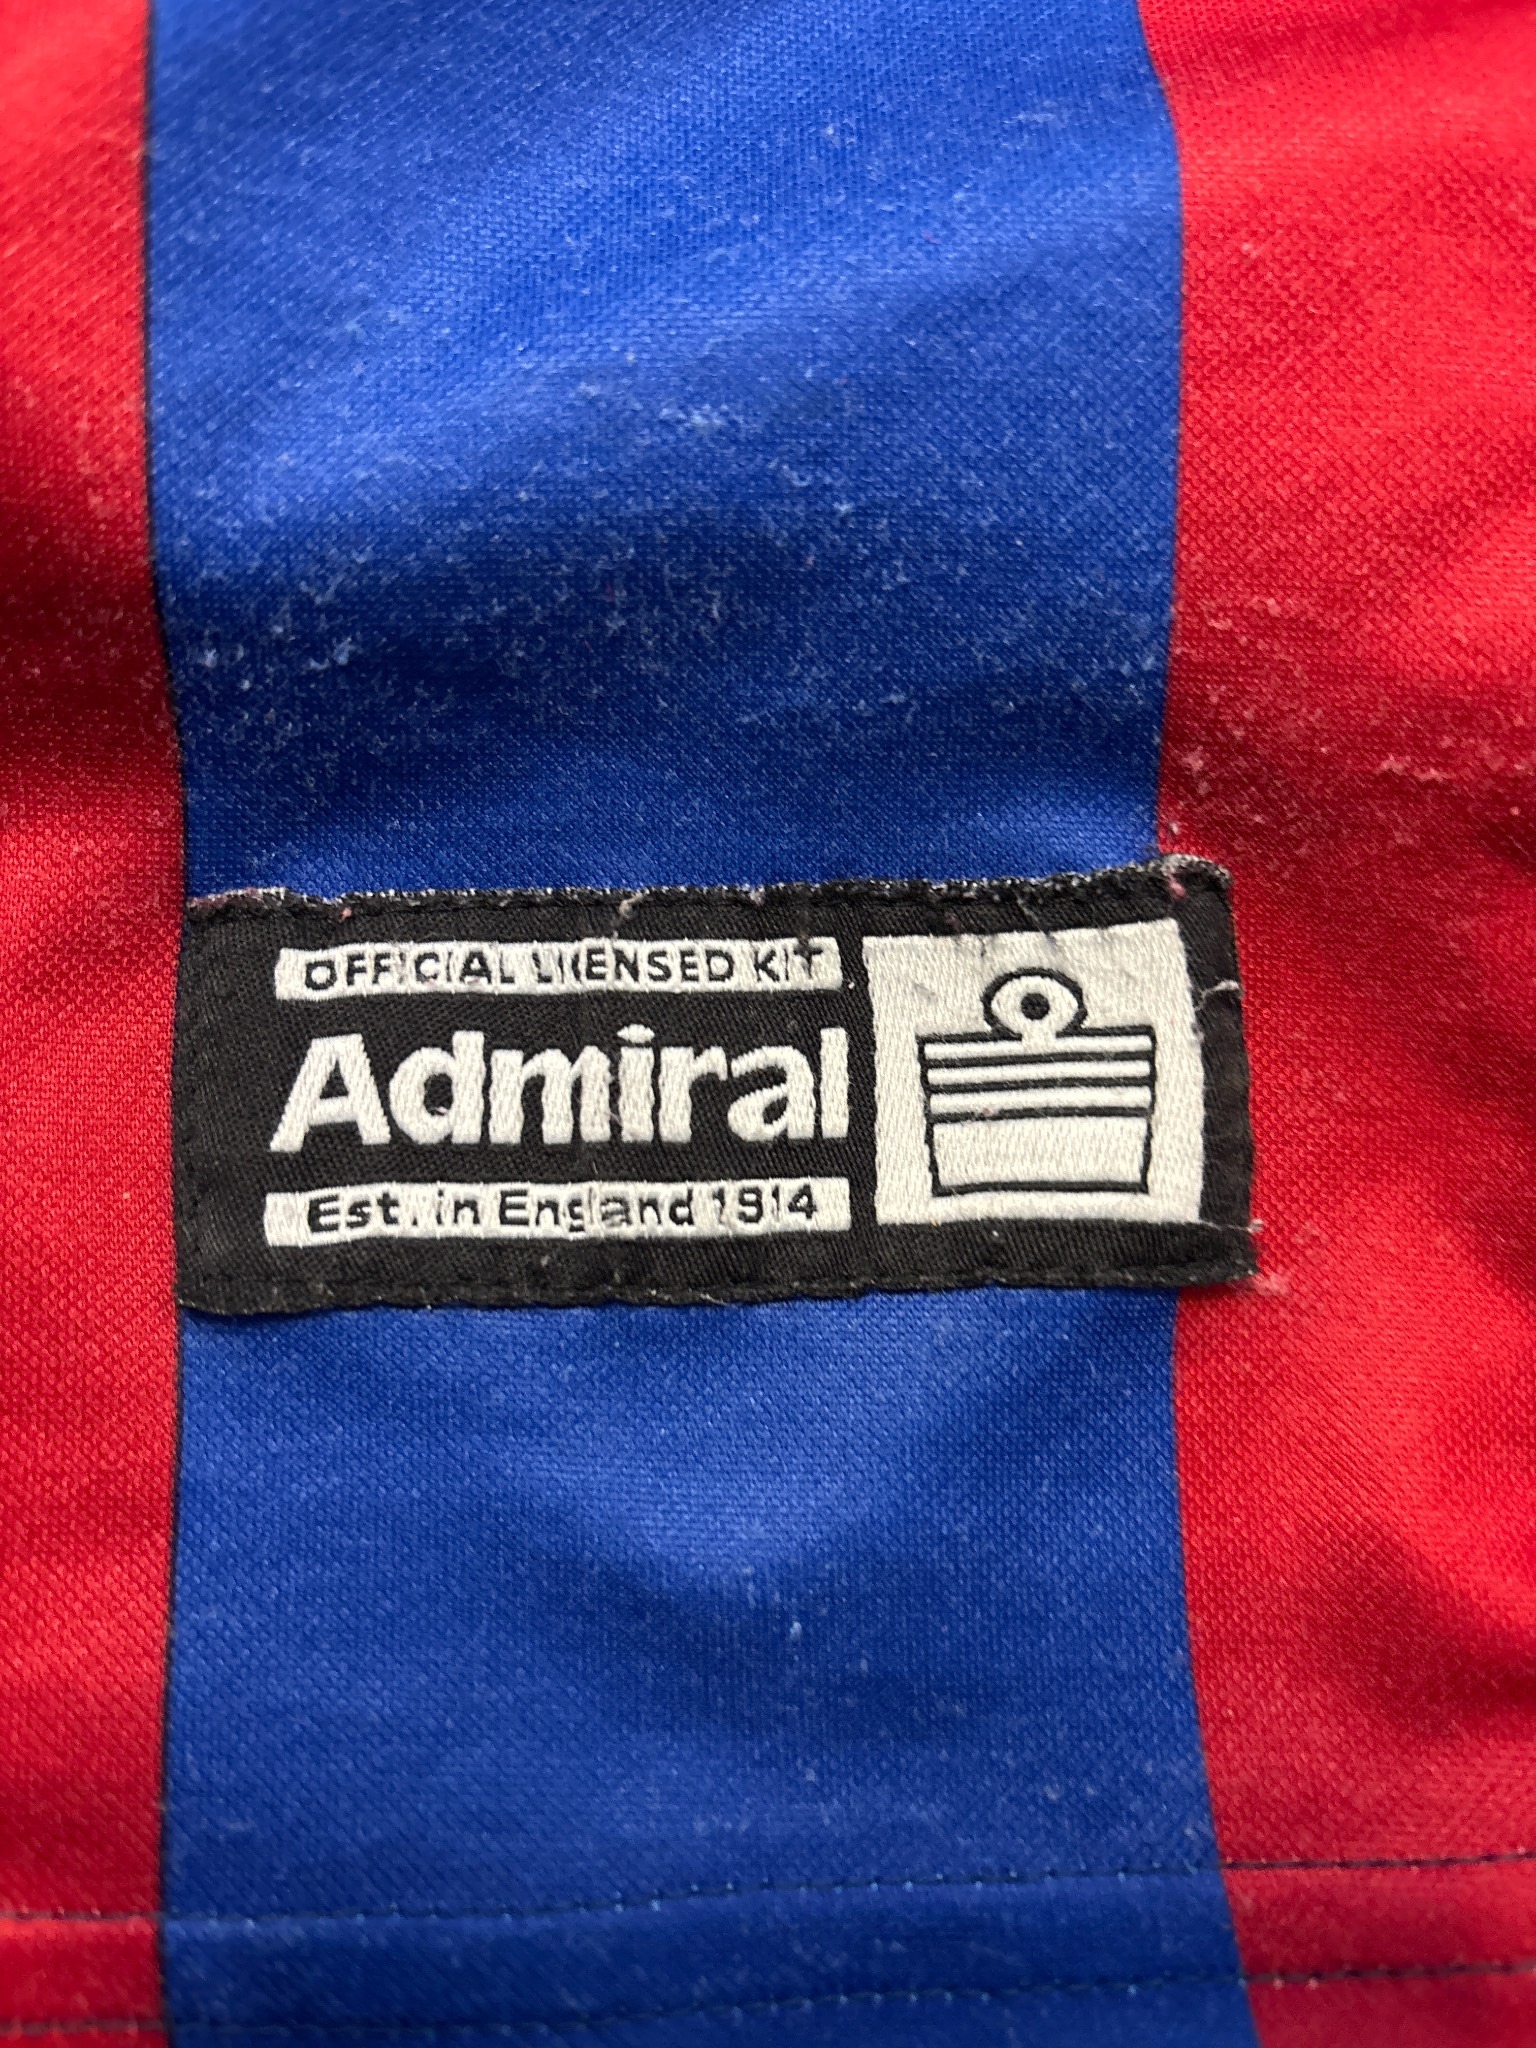 OFFICIAL LICENSED KIT
Admiral
Est. in England 1914